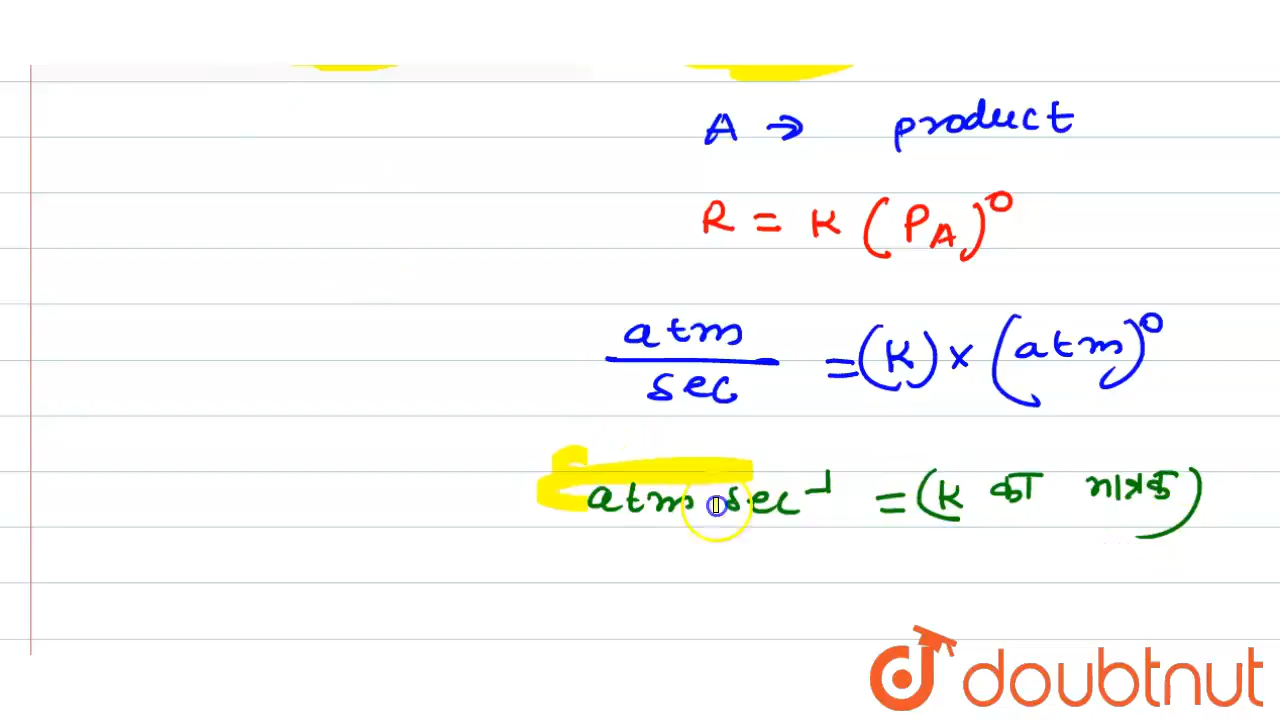 A → product
R = K (PA)⁰
atm/sec = (K) × (atm)⁰
atm sec⁻¹ = (K का मात्रक)
doubtnut